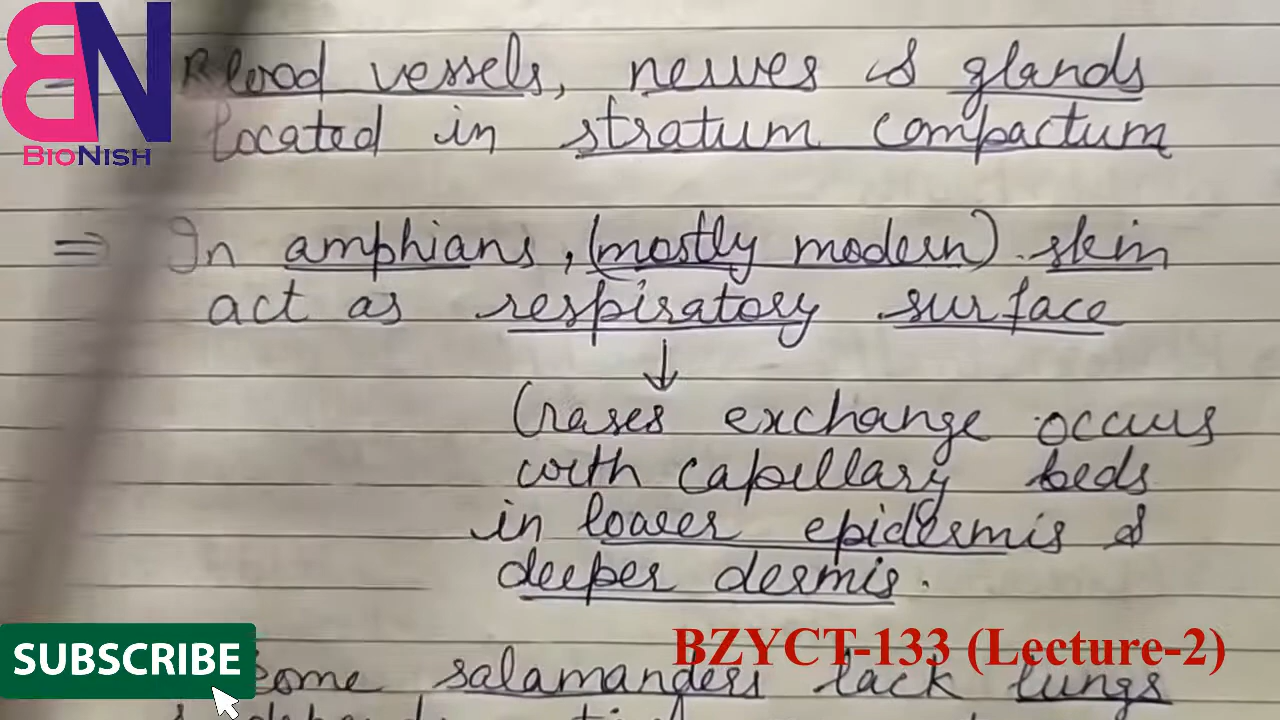 BN
BIONISH
⇒ Blood vessels, nerves & glands
located in stratum compactum
⇒ In amphians, (mostly modern) skin
act as respiratory surface
↓
Gases exchange occurs
with capillary beds
in lower epidermis &
deeper dermis.
BZYCT-133 (Lecture-2)
SUBSCRIBE
Some salamanders lack lungs